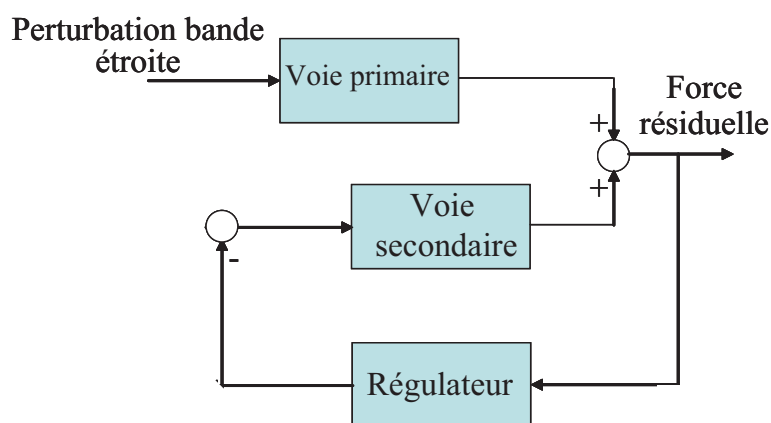 Perturbation bande
étroite
Voie primaire
Force
résiduelle
+
+
Voie
secondaire
-
Régulateur